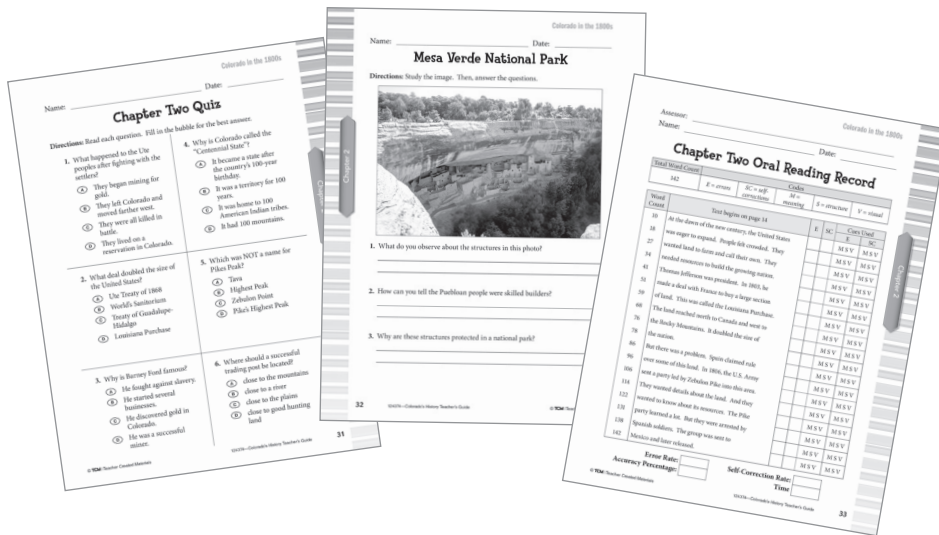 Colorado in the 1800s
Name:
Date:
Chapter Two Quiz
Directions: Read each question. Fill in the bubble for the best answer.
1. What happened to the Ute
peoples after fighting with the
settlers?
A They began mining for
gold.
B They left Colorado and
moved farther west.
C They were all killed in
battle.
D They lived on a
reservation in Colorado.
2. What deal doubled the size of
the United States?
A Ute Treaty of 1868
B World's Sanitorium
C Treaty of Guadalupe-
Hidalgo
D Louisiana Purchase
3. Why is Barney Ford famous?
A He fought against slavery.
B He started several
businesses.
C He discovered gold in
Colorado.
D He was a successful
miner.
4. Why is Colorado called the
"Centennial State"?
A It became a state after
the country's 100-year
birthday.
B It was a territory for 100
years.
C It was home to 100
American Indian tribes.
D It had 100 mountains.
5. Which was NOT a name for
Pikes Peak?
A Tava
B Highest Peak
C Zebulon Point
D Pike's Highest Peak
6. Where should a successful
trading post be located?
A close to the mountains
B close to a river
C close to the plains
D close to good hunting
land
© TCM Teacher Created Materials
—Colorado's History Teacher's Guide
31
Colorado in the 1800s
Name:
Date:
Mesa Verde National Park
Directions: Study the image. Then, answer the questions.
Chapter 2
1. What do you observe about the structures in this photo?
2. How can you tell the Puebloan people were skilled builders?
3. Why are these structures protected in a national park?
32
—Colorado's History Teacher's Guide
© TCM
Colorado in the 1800s
Assessor:
Name:
Date:
Chapter Two Oral Reading Record
Total Word Count
142
Codes
E = errors
SC = self-
corrections
M =
meaning
S = structure
V = visual
Word
Count
Text begins on page 14
E
SC
Cues Used
E
SC
At the dawn of the new century, the United States
was eager to expand. People felt crowded. They
wanted land to farm and call their own. They
needed resources to build the growing nation.
Thomas Jefferson was president. In 1803, he
made a deal with France to buy a large section
of land. This was called the Louisiana Purchase.
The land reached north to Canada and went to
the Rocky Mountains. It doubled the size of
the nation.
But there was a problem. Spain claimed rule
over some of this land. In 1806, the U.S. Army
sent a party led by Zebulon Pike into this area.
They wanted details about the land. And they
wanted to know about its resources. The Pike
party learned a lot. But they were arrested by
Spanish soldiers. The group was sent to
Mexico and later released.
M S V
Error Rate:
Accuracy Percentage:
Self-Correction Rate:
Time
Chapter 2
© TCM Teacher Created Materials
—Colorado's History Teacher's Guide
33